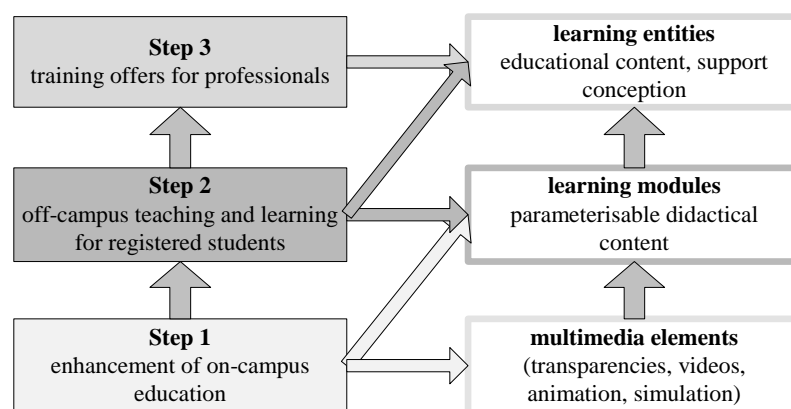 Step 3
training offers for professionals
learning entities
educational content, support
conception
Step 2
off-campus teaching and learning
for registered students
learning modules
parameterisable didactical
content
Step 1
enhancement of on-campus
education
multimedia elements
(transparencies, videos,
animation, simulation)